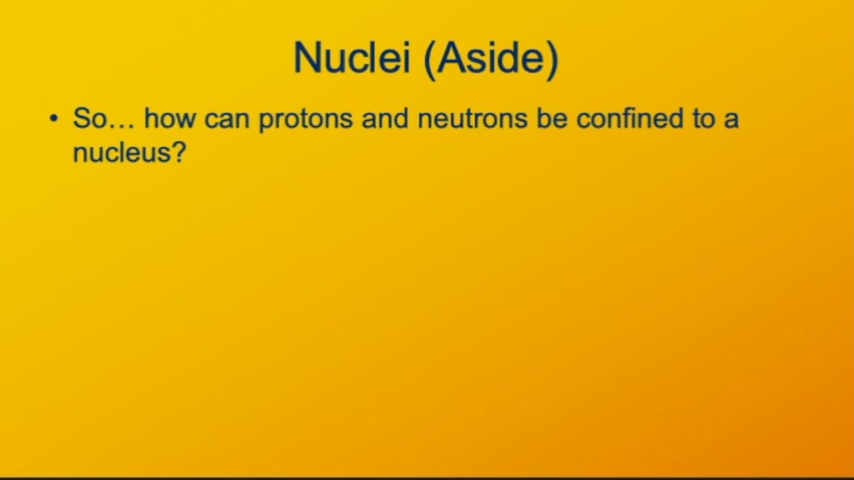 Nuclei (Aside)
• So… how can protons and neutrons be confined to a
nucleus?